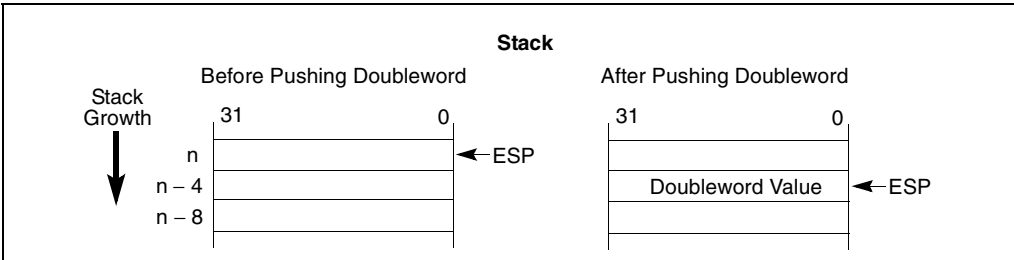 Stack
Before Pushing Doubleword
After Pushing Doubleword
Stack
Growth
31 0
31 0
n
ESP
n – 4
Doubleword Value
ESP
n – 8